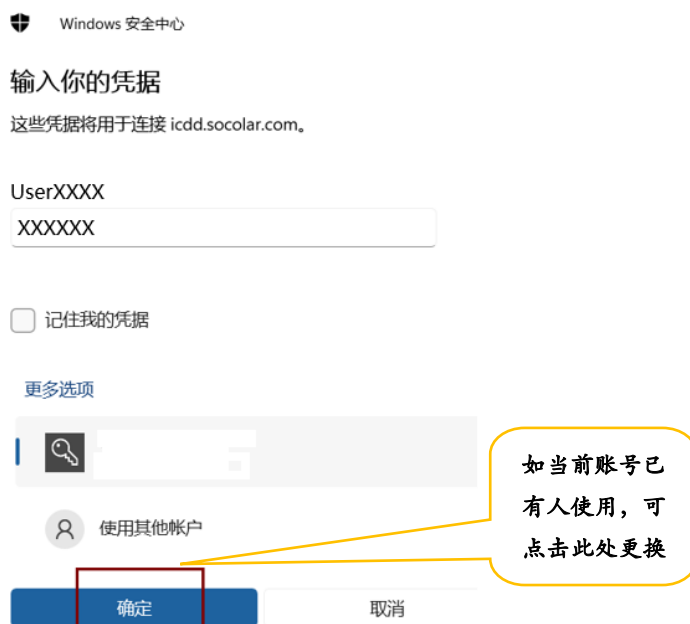 Windows 安全中心
输入你的凭据
这些凭据将用于连接 icdd.socolar.com。
UserXXXX
XXXXXX
记住我的凭据
更多选项
使用其他帐户
如当前账号已
有人使用，可
点击此处更换
确定
取消